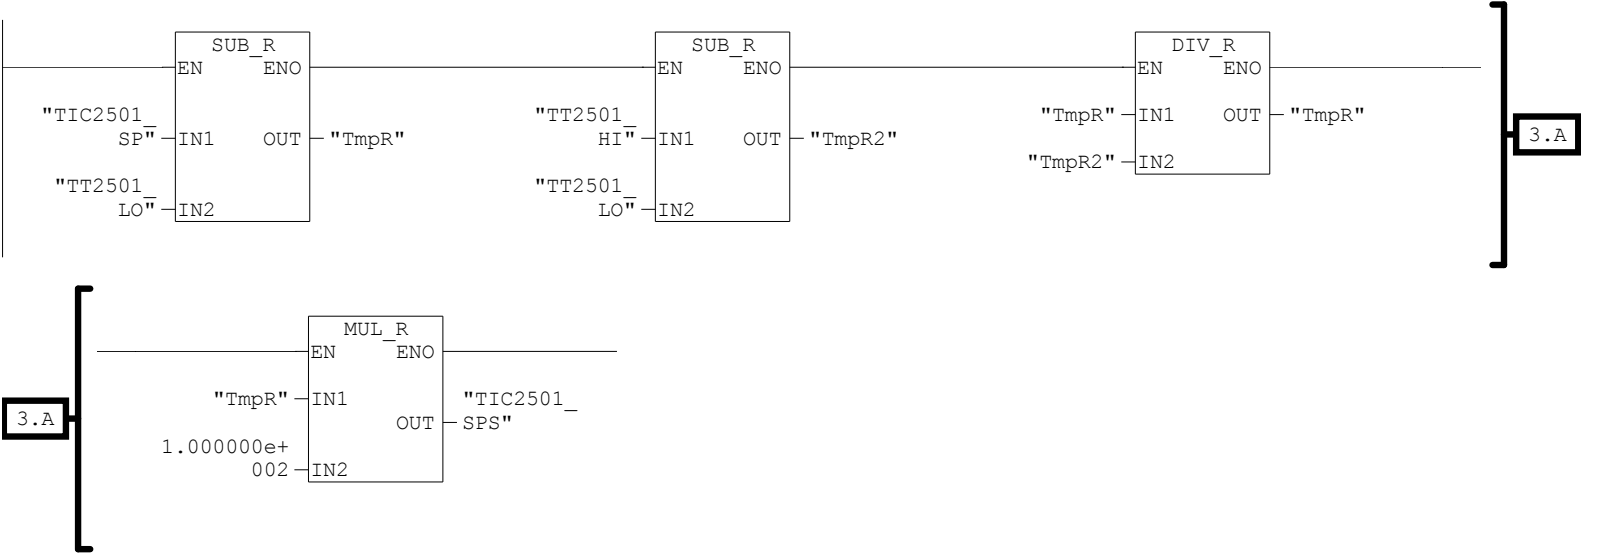 SUB_R
SUB_R
DIV_R
EN ENO
EN ENO
EN ENO
"TIC2501_
SP" IN1 OUT "TmpR"
"TT2501_
LO" IN2
"TT2501_
HI" IN1 OUT "TmpR2"
"TT2501_
LO" IN2
"TmpR" IN1 OUT "TmpR"
"TmpR2" IN2
3.A
3.A
MUL_R
EN ENO
"TmpR" IN1
"TIC2501_
OUT SPS"
1.000000e+
002 IN2